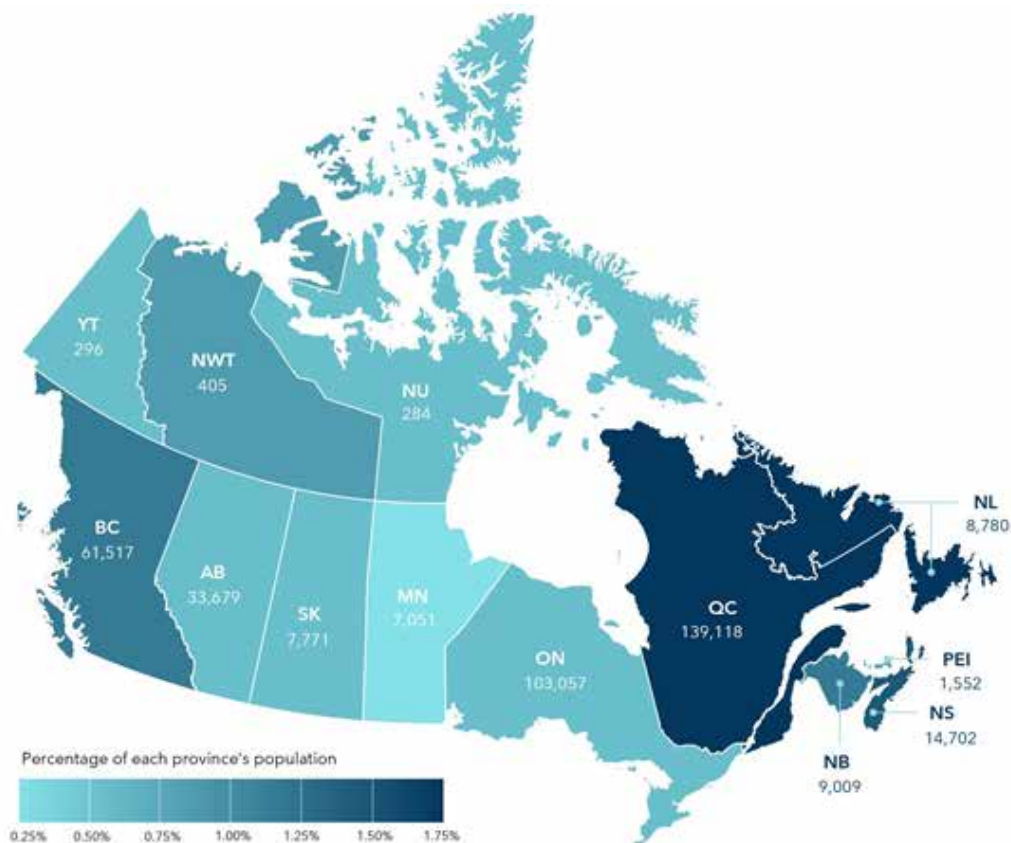 YT
296
NWT
405
NU
284
BC
61,517
AB
33,679
SK
7,771
MN
7,051
ON
103,057
QC
139,118
NL
8,780
PEI
1,552
NS
14,702
NB
9,009
Percentage of each province's population
0.25% 0.50% 0.75% 1.00% 1.25% 1.50% 1.75%